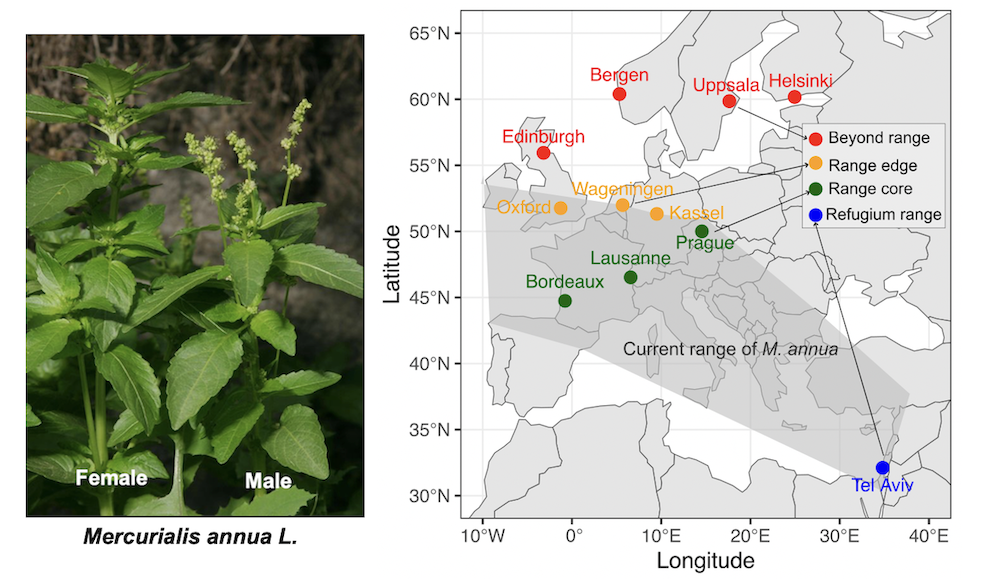 Female
Male
Mercurialis annua L.
65°N
60°N
55°N
50°N
45°N
40°N
35°N
30°N
Latitude
Bergen
Uppsala
Helsinki
Edinburgh
Wageningen
Oxford
Kassel
Prague
Lausanne
Bordeaux
Current range of M. annua
Tel Aviv
Beyond range
Range edge
Range core
Refugium range
10°W
0°
10°E
20°E
30°E
40°E
Longitude